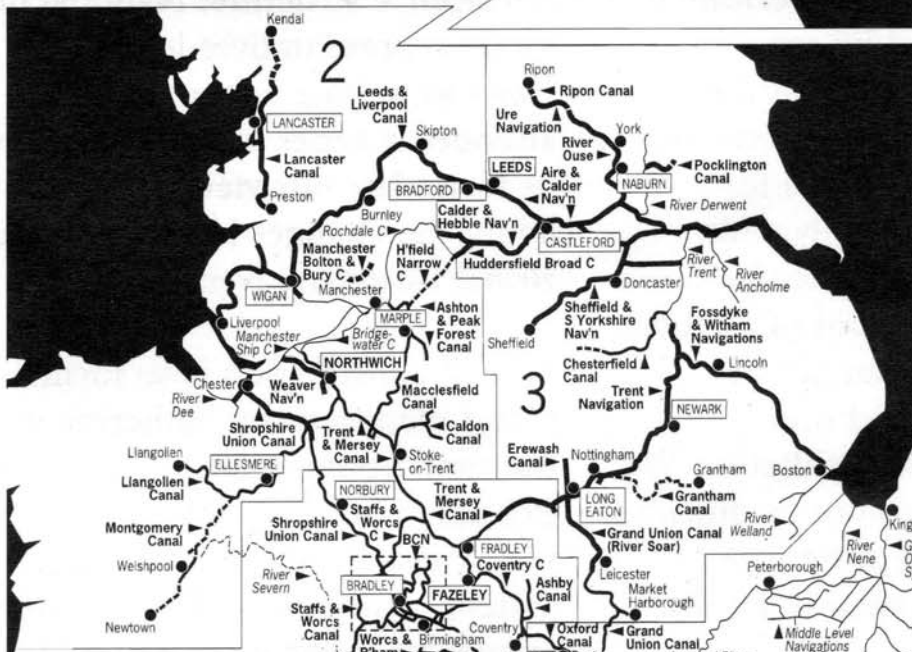 Kendal
2
LANCASTER
Lancaster
Canal
Preston
Leeds &
Liverpool
Canal
Skipton
BRADFORD
LEEDS
Burnley
Rochdale C
Calder &
Hebble Nav'n
Aire &
Calder
Nav'n
Ripon
Ripon Canal
Ure
Navigation
York
River
Ouse
NABURN
Pocklington
Canal
River Derwent
CASTLEFORD
Huddersfield Broad C
Manchester
Bolton &
Bury C
H'field
Narrow
C
WIGAN
Manchester
MARPLE
Ashton
& Peak
Forest
Canal
Liverpool
Manchester
Ship C
Bridge-
water C
NORTHWICH
Chester
River
Dee
Weaver
Nav'n
Macclesfield
Canal
Shropshire
Union Canal
Trent
& Mersey
Canal
Caldon
Canal
Stoke-
on-Trent
Doncaster
River
Trent
River
Ancholme
Sheffield
Sheffield &
S Yorkshire
Nav'n
Fossdyke
& Witham
Navigations
Chesterfield
Canal
Lincoln
3
Trent
Navigation
NEWARK
Llangollen
ELLESMERE
Llangollen
Canal
Montgomery
Canal
Welshpool
River
Severn
Newtown
NORBURY
Shropshire
Union Canal
Staffs &
Worcs
C
BCN
Trent &
Mersey
Canal
Erewash
Canal
Nottingham
Grantham
LONG
EATON
Grantham
Canal
Boston
River
Welland
Grand Union Canal
(River Soar)
FRADLEY
Coventry C
BRADLEY
FAZELEY
Ashby
Canal
Leicester
Market
Harborough
Staffs &
Worcs
Canal
Birmingham
Worcs &
Coventry
Oxford
Canal
Grand
Union Canal
River
Nene
Peterborough
Middle Level
Navigations
King